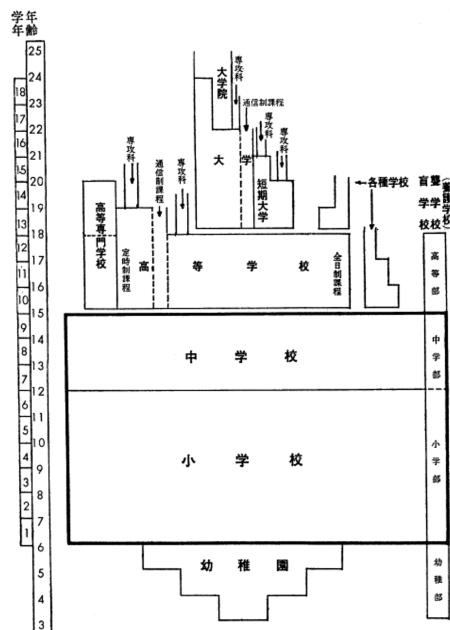 学年
年齢
25
24
23
22
21
20
19
18
17
16
15
14
13
12
11
10
9
8
7
6
5
4
3
18
17
16
15
14
13
12
11
10
9
8
7
6
5
4
3
2
1
大学院
専攻科
通信制課程
専攻科
専攻科
大学
短期大学
専攻科
通信制課程
専攻科
高等専門学校
定時制課程
高等学校
全日制課程
各種学校
盲学校
聾学校
(養護学校)
高等部
中学校
中学部
小学校
小学部
幼稚園
幼稚部